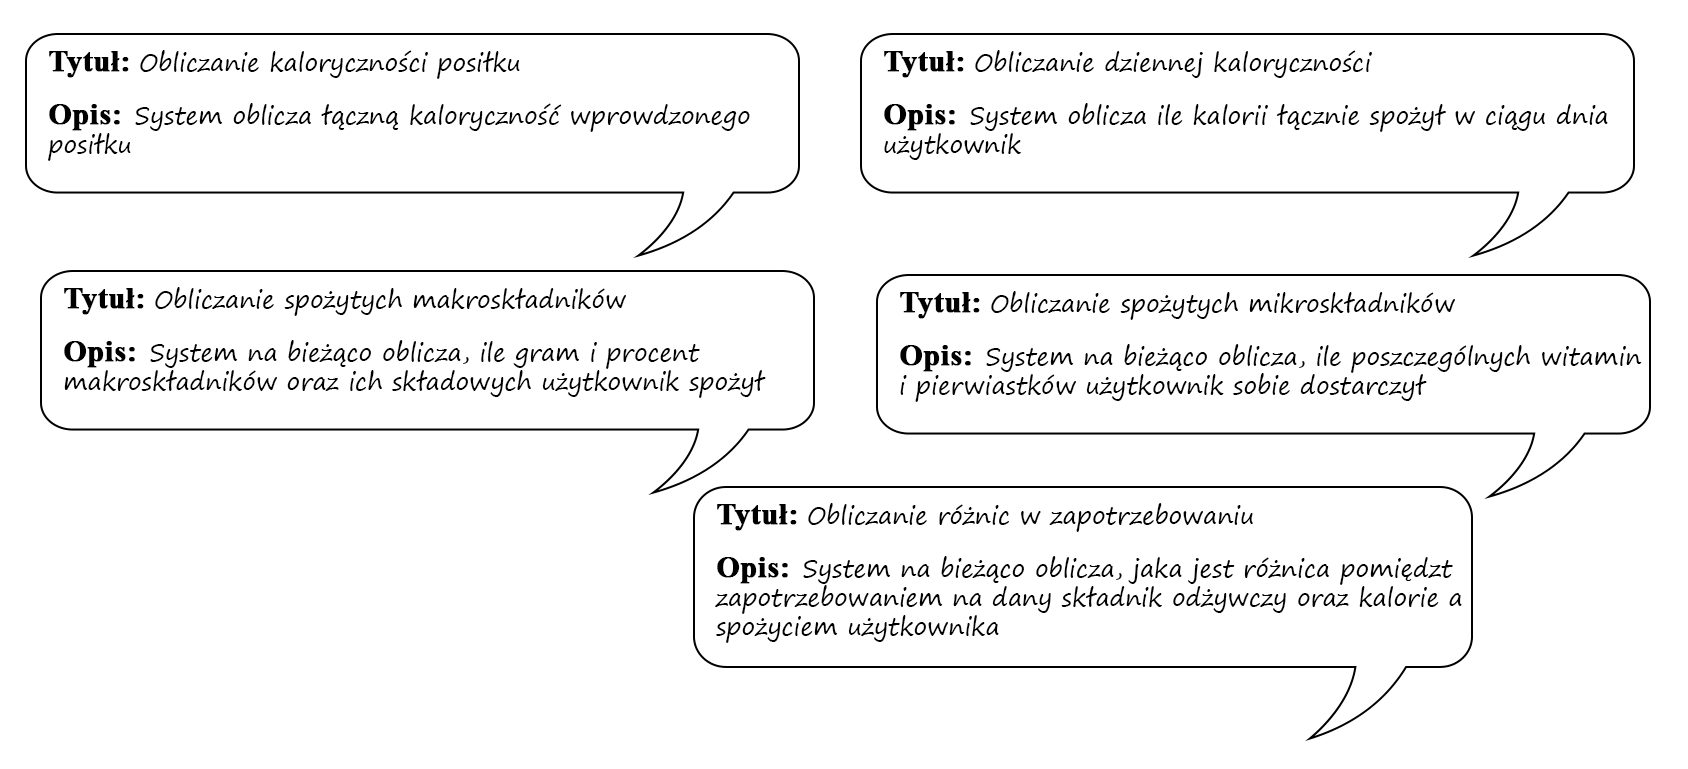 Tytuł: Obliczanie kaloryczności posiłku
Opis: System oblicza łączną kaloryczność wprowdzonego
posiłku
Tytuł: Obliczanie dziennej kaloryczności
Opis: System oblicza ile kalorii łącznie spożył w ciągu dnia
użytkownik
Tytuł: Obliczanie spożytych makroskładników
Opis: System na bieżąco oblicza, ile gram i procent
makroskładników oraz ich składowych użytkownik spożył
Tytuł: Obliczanie spożytych mikroskładników
Opis: System na bieżąco oblicza, ile poszczególnych witamin
i pierwiastków użytkownik sobie dostarczył
Tytuł: Obliczanie różnic w zapotrzebowaniu
Opis: System na bieżąco oblicza, jaka jest różnica pomiędzt
zapotrzebowaniem na dany składnik odżywczy oraz kalorie a
spożyciem użytkownika